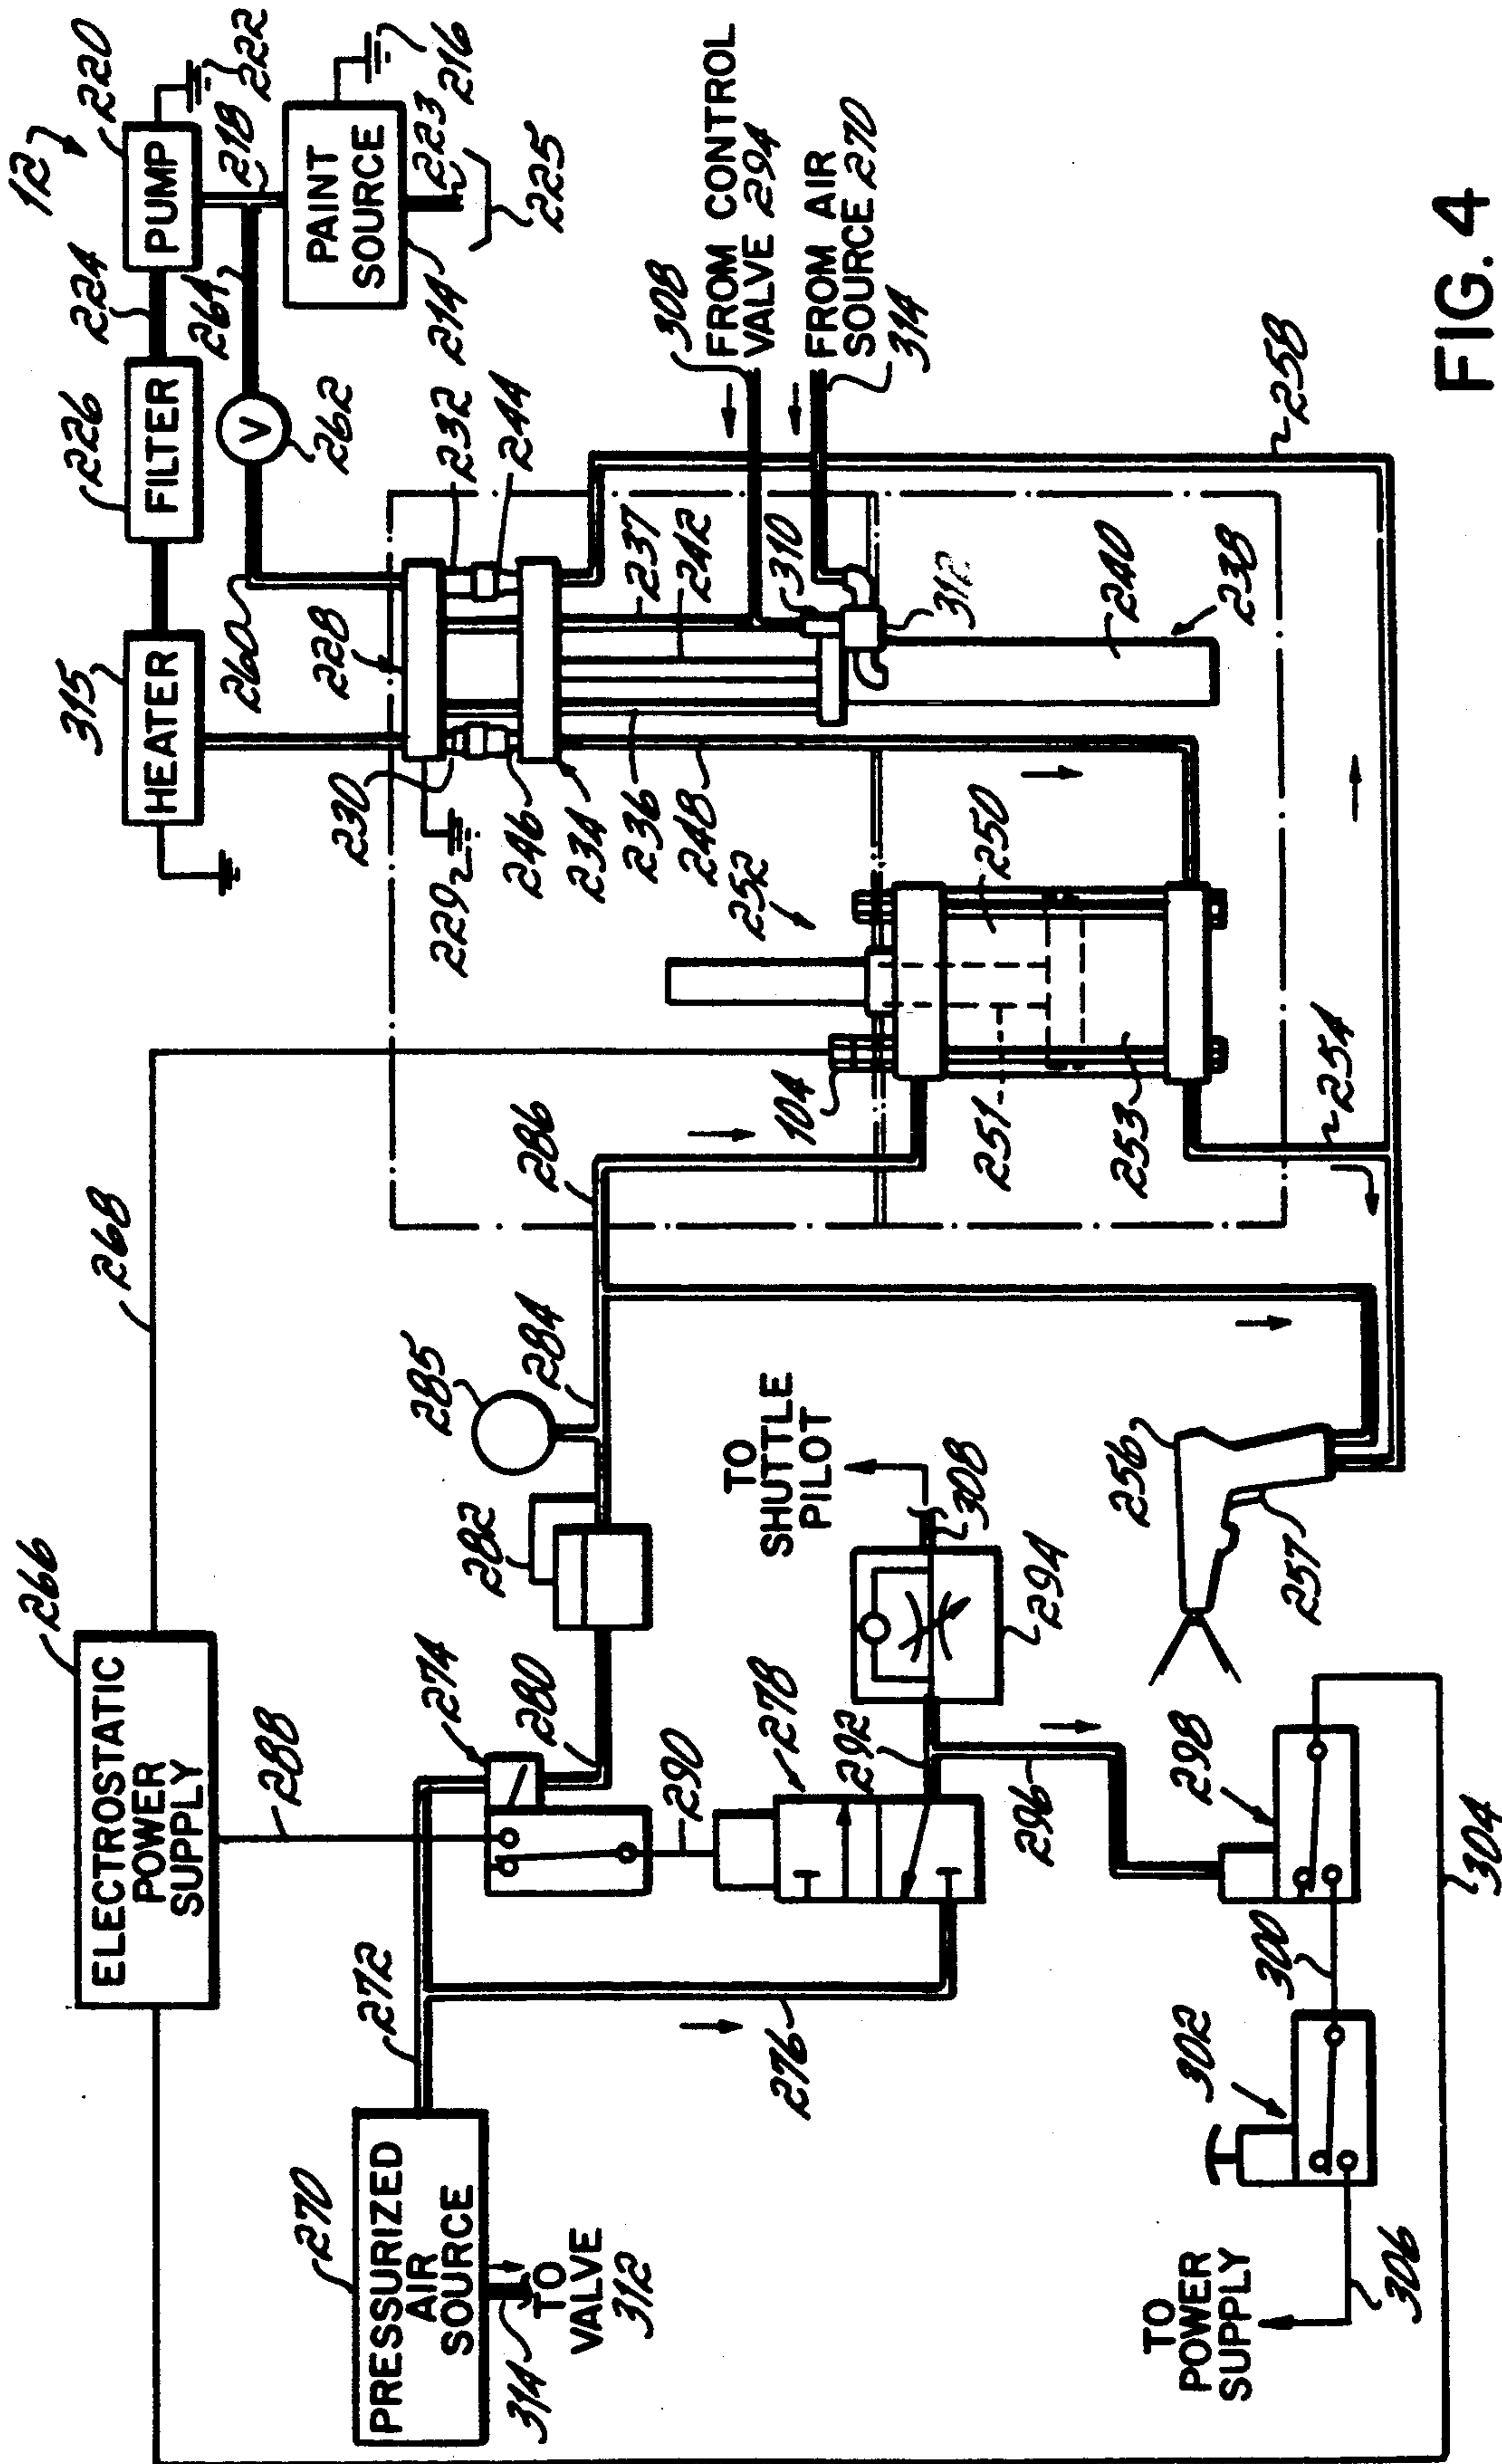 12
220
222
PUMP
218
224
261
PAINT
SOURCE
223
216
225
214
226
FILTER
V
262
315
HEATER
260
228
232
244
230
229
246
234
236
248
237
242
308
FROM CONTROL
VALVE 294
FROM AIR
SOURCE 270
314
310
312
240
238
258
252
250
104
251
253
254
286
268
284
285
282
266
ELECTROSTATIC
POWER
SUPPLY
288
274
280
290
278
292
TO
SHUTTLE
PILOT
308
294
256
257
296
298
300
302
304
306
TO
POWER
SUPPLY
272
276
270
PRESSURIZED
AIR
SOURCE
314
TO
VALVE
312
FIG. 4